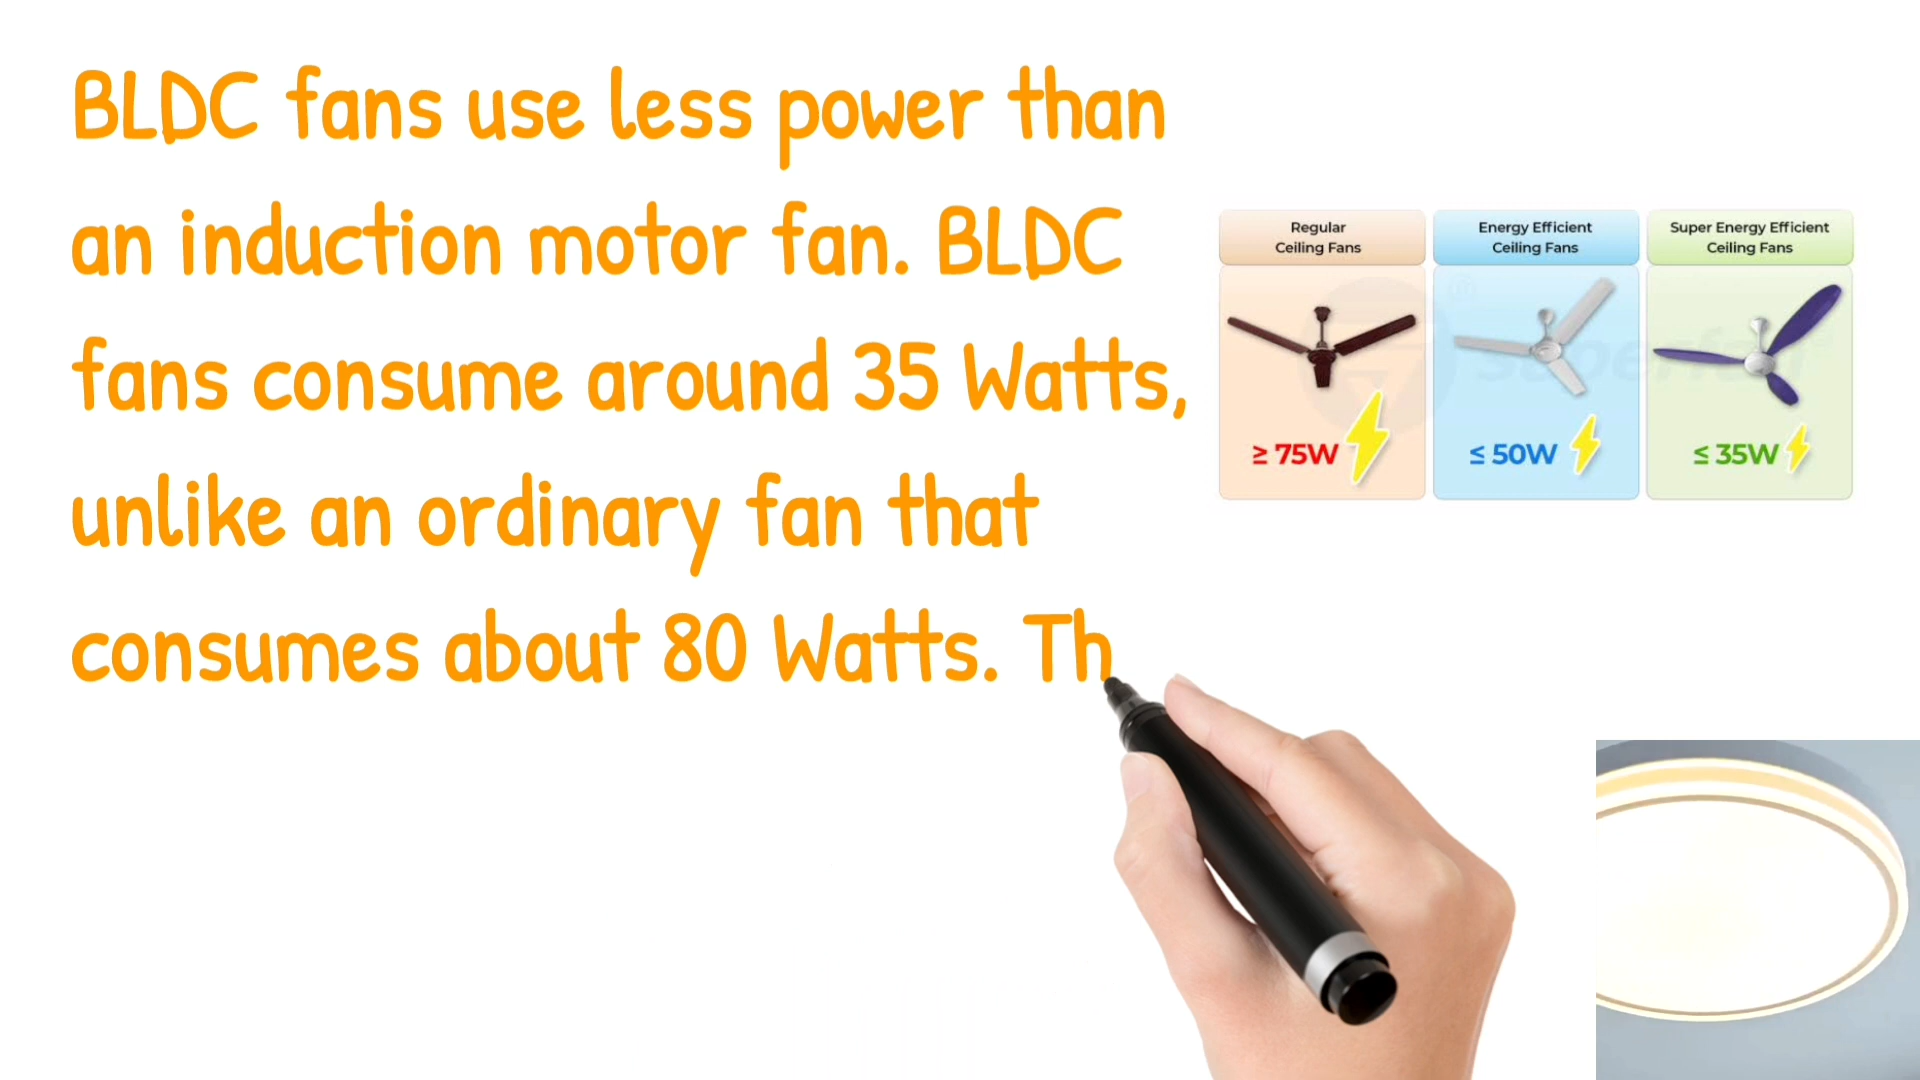 BLDC fans use less power than
an induction motor fan. BLDC
fans consume around 35 Watts,
unlike an ordinary fan that
consumes about 80 Watts. Th
Regular
Ceiling Fans
≥ 75W
Energy Efficient
Ceiling Fans
≤ 50W
Super Energy Efficient
Ceiling Fans
≤ 35W